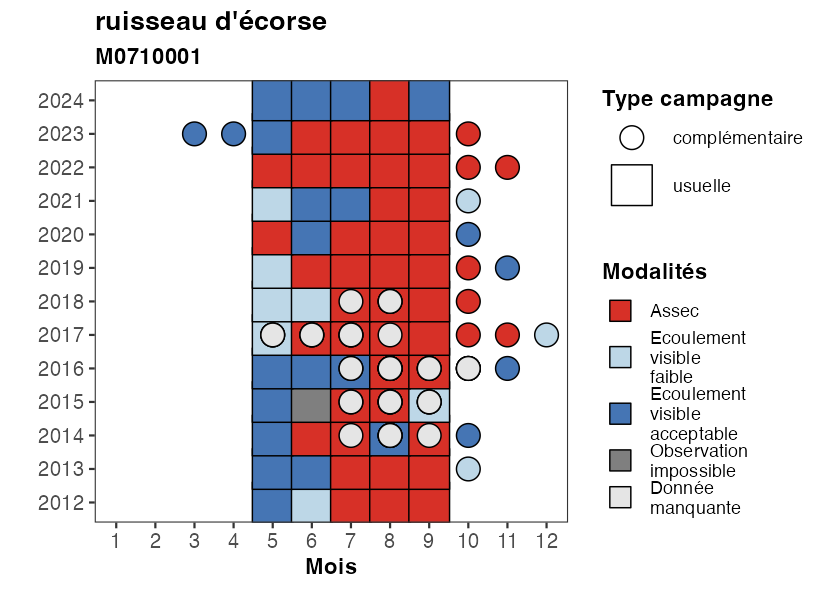 ruisseau d'écorse
M0710001
2024
2023
2022
2021
2020
2019
2018
2017
2016
2015
2014
2013
2012
1 2 3 4 5 6 7 8 9 10 11 12
Mois
Type campagne
complémentaire
usuelle
Modalités
Assec
Ecoulement
visible
faible
Ecoulement
visible
acceptable
Observation
impossible
Donnée
manquante